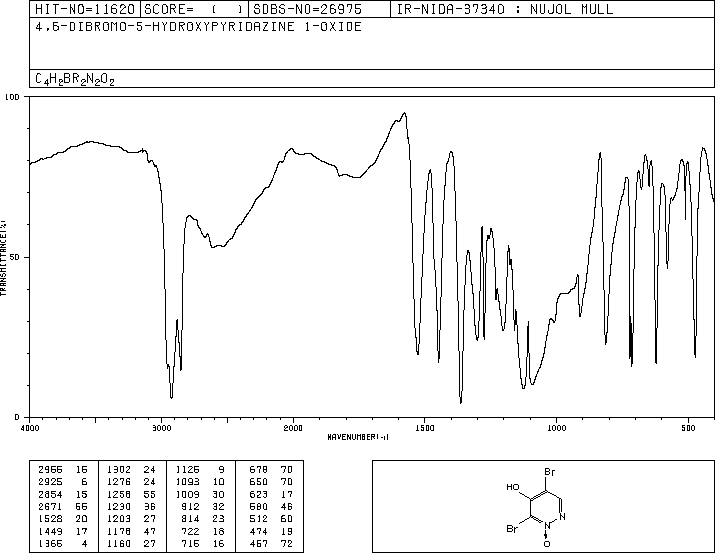 HIT-NO=11620 SCORE= ( ) SDBS-NO=26975 IR-NIDA-37340 : NUJOL MULL
4,6-DIBROMO-5-HYDROXYPYRIDAZINE 1-OXIDE
C4H2BR2N2O2
100
50
0
TRANSMITTANCE(%)
4000 3000 2000 1500 1000 500
WAVENUMBER(-1)
2955 16 1302 24 1126 9 678 70
2925 6 1276 24 1093 10 650 70
2854 15 1258 55 1009 30 623 17
2671 55 1230 36 912 32 580 46
1528 20 1203 27 814 23 512 60
1449 17 1178 47 722 18 474 19
1365 4 1160 27 715 16 457 72
Br
HO
N
Br
N
O